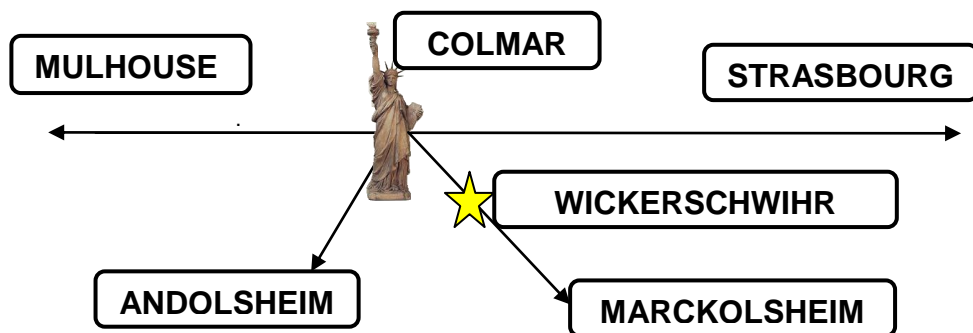 COLMAR
MULHOUSE
STRASBOURG
WICKERSCHWIHR
ANDOLSHEIM
MARCKOLSHEIM